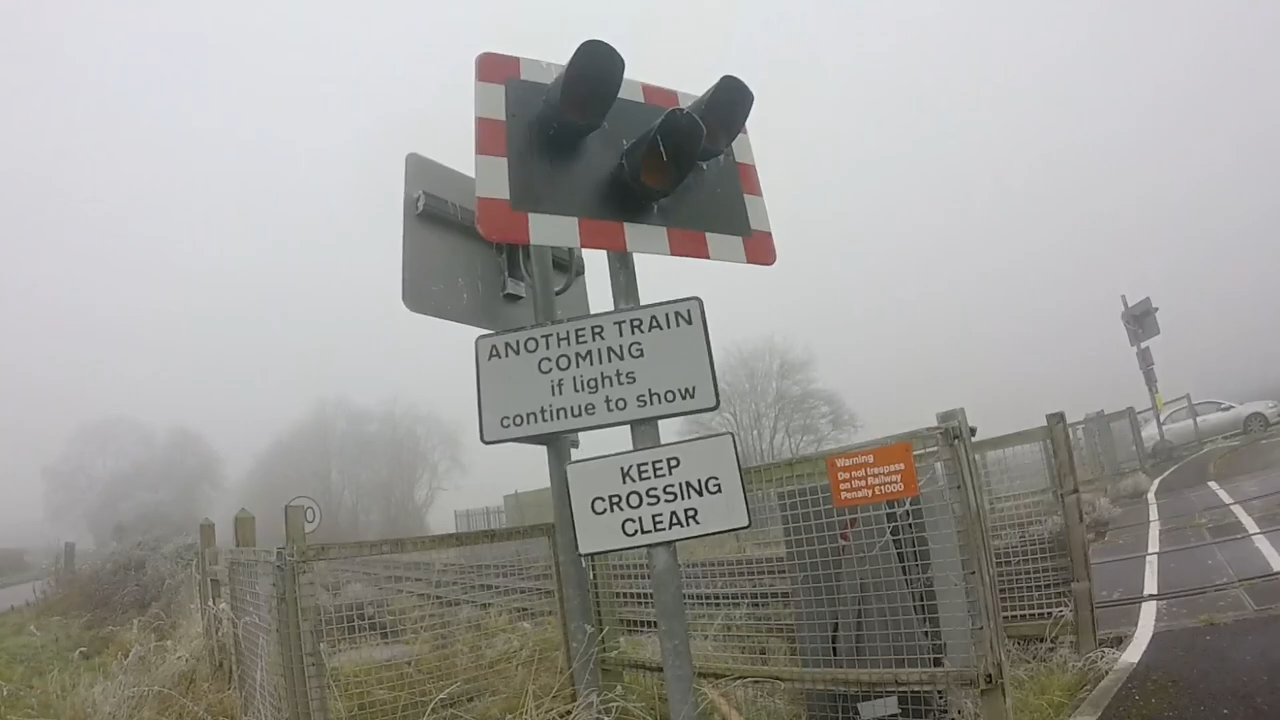 ANOTHER TRAIN
COMING
if lights
continue to show
KEEP
CROSSING
CLEAR
Warning
Do not trespass
on the Railway
Penalty £1000